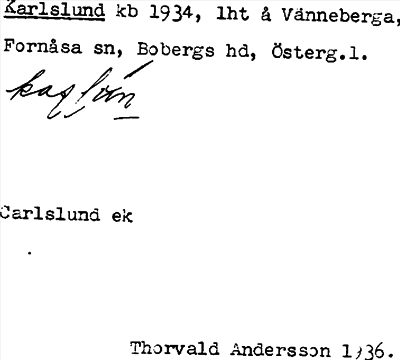 Karlslund kb 1934, lht å Vänneberga,
Fornåsa sn, Bobergs hd, Österg.l.
Carlslund ek
Thorvald Andersson 1936.